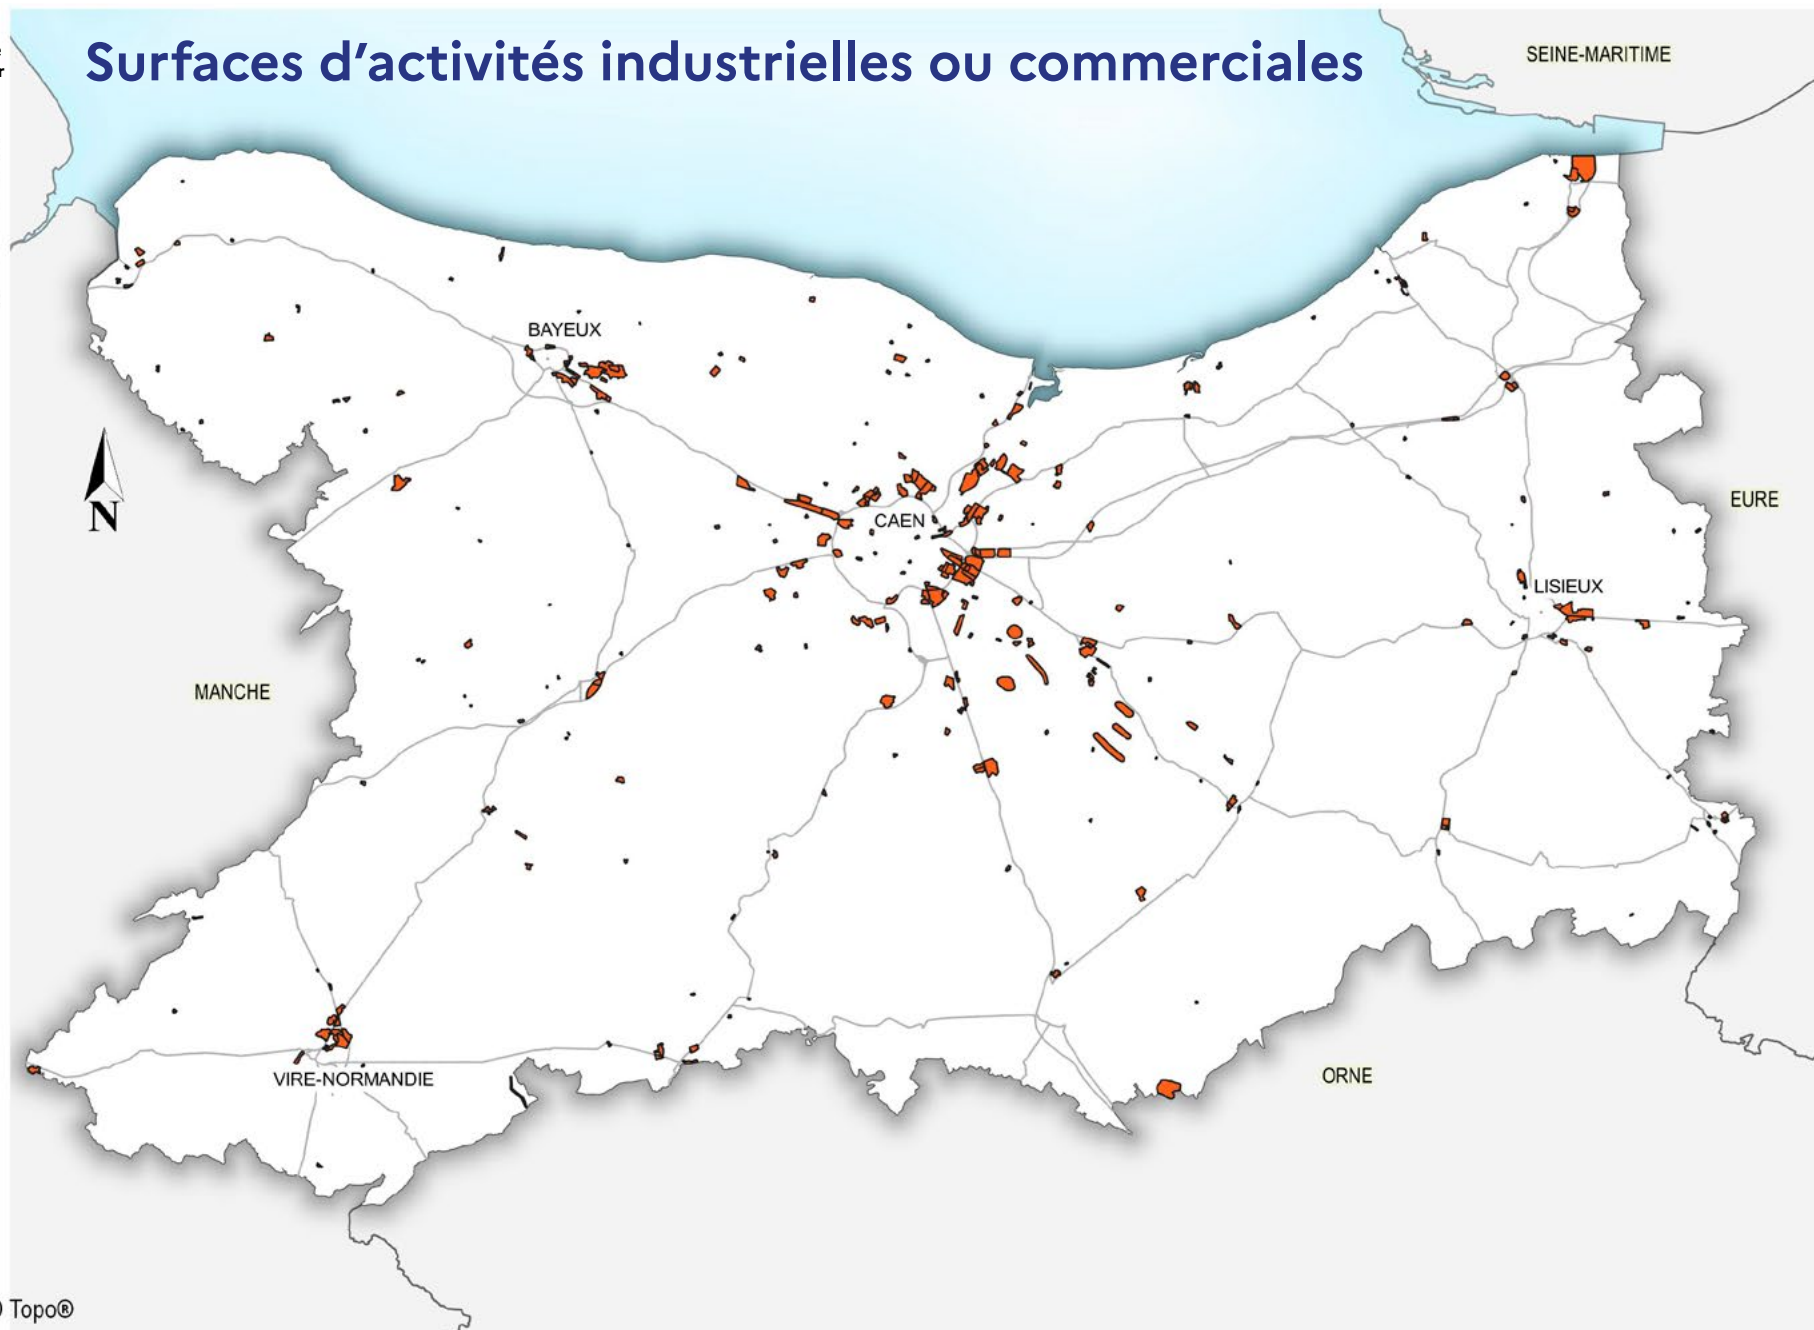 Surfaces d'activités industrielles ou commerciales
SEINE-MARITIME
BAYEUX
EURE
N
CAEN
LISIEUX
MANCHE
VIRE-NORMANDIE
ORNE
Topo®